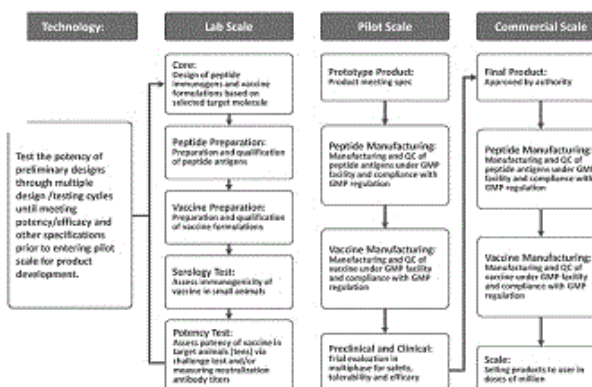 Technology:
Lab Scale
Pilot Scale
Commercial Scale
Test the potency of
preliminary designs
through multiple
design /testing cycles
until meeting
potency/efficacy and
other specifications
prior to entering pilot
scale for product
development.
Core:
Design of peptide
immunogens and vaccine
formulations based on
selected target molecule
Peptide Preparation:
Preparation and qualification
of peptide antigens
Vaccine Preparation:
Preparation and qualification
of vaccine formulations
Serology Test:
Assess immunogenicity of
vaccine in small animals
Potency Test:
Assess potency of vaccine in
target animals (tens) via
challenge test and/or
measuring neutralization
antibody titers
Prototype Product:
Product meeting spec
Peptide Manufacturing:
Manufacturing and QC of
peptide antigens under GMP
facility and compliance with
GMP regulation
Vaccine Manufacturing:
Manufacturing and QC of
vaccine under GMP facility
and compliance with GMP
regulation
Preclinical and Clinical:
Trial evaluation in
multiphase for safety,
tolerability and efficacy
Final Product:
Approved by authority
Peptide Manufacturing:
Manufacturing and QC of
peptide antigens under GMP
facility and compliance with
GMP regulation
Vaccine Manufacturing:
Manufacturing and QC of
vaccine under GMP facility
and compliance with GMP
regulation
Scale:
Selling products to user in
doses of million